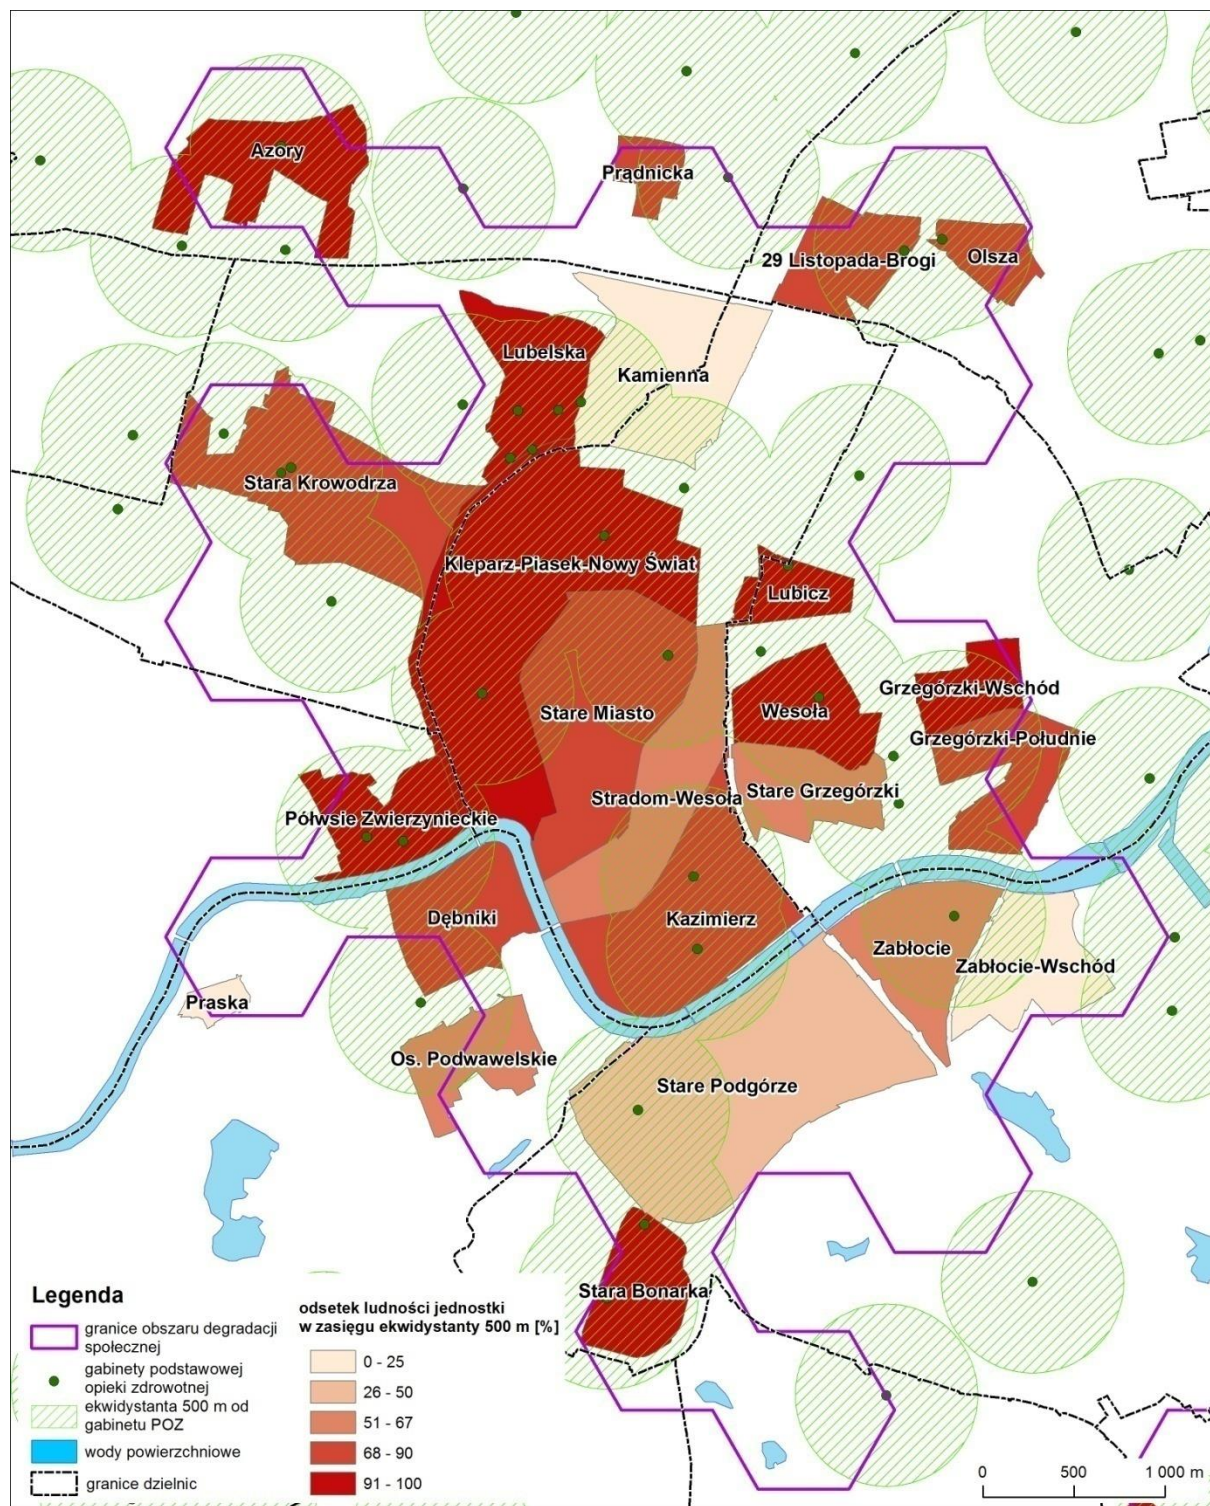 Azory
Prądnicka
29 Listopada-Brogi
Olsza
Lubelska
Kamienna
Stara Krowodrza
Kleparz-Piasek-Nowy Świat
Lubicz
Grzegórzki-Wschód
Stare Miasto
Wesoła
Grzegórzki-Południe
Stradom-Wesoła
Stare Grzegórzki
Półwsie Zwierzynieckie
Dębniki
Kazimierz
Zabłocie
Zabłocie-Wschód
Praska
Os. Podwawelskie
Stare Podgórze
Stara Bonarka
Legenda
granice obszaru degradacji
społecznej
gabinety podstawowej
opieki zdrowotnej
ekwidystanta 500 m od
gabinetu POZ
wody powierzchniowe
granice dzielnic
odsetek ludności jednostki
w zasięgu ekwidystanty 500 m [%]
0 - 25
26 - 50
51 - 67
68 - 90
91 - 100
0 500 1 000 m